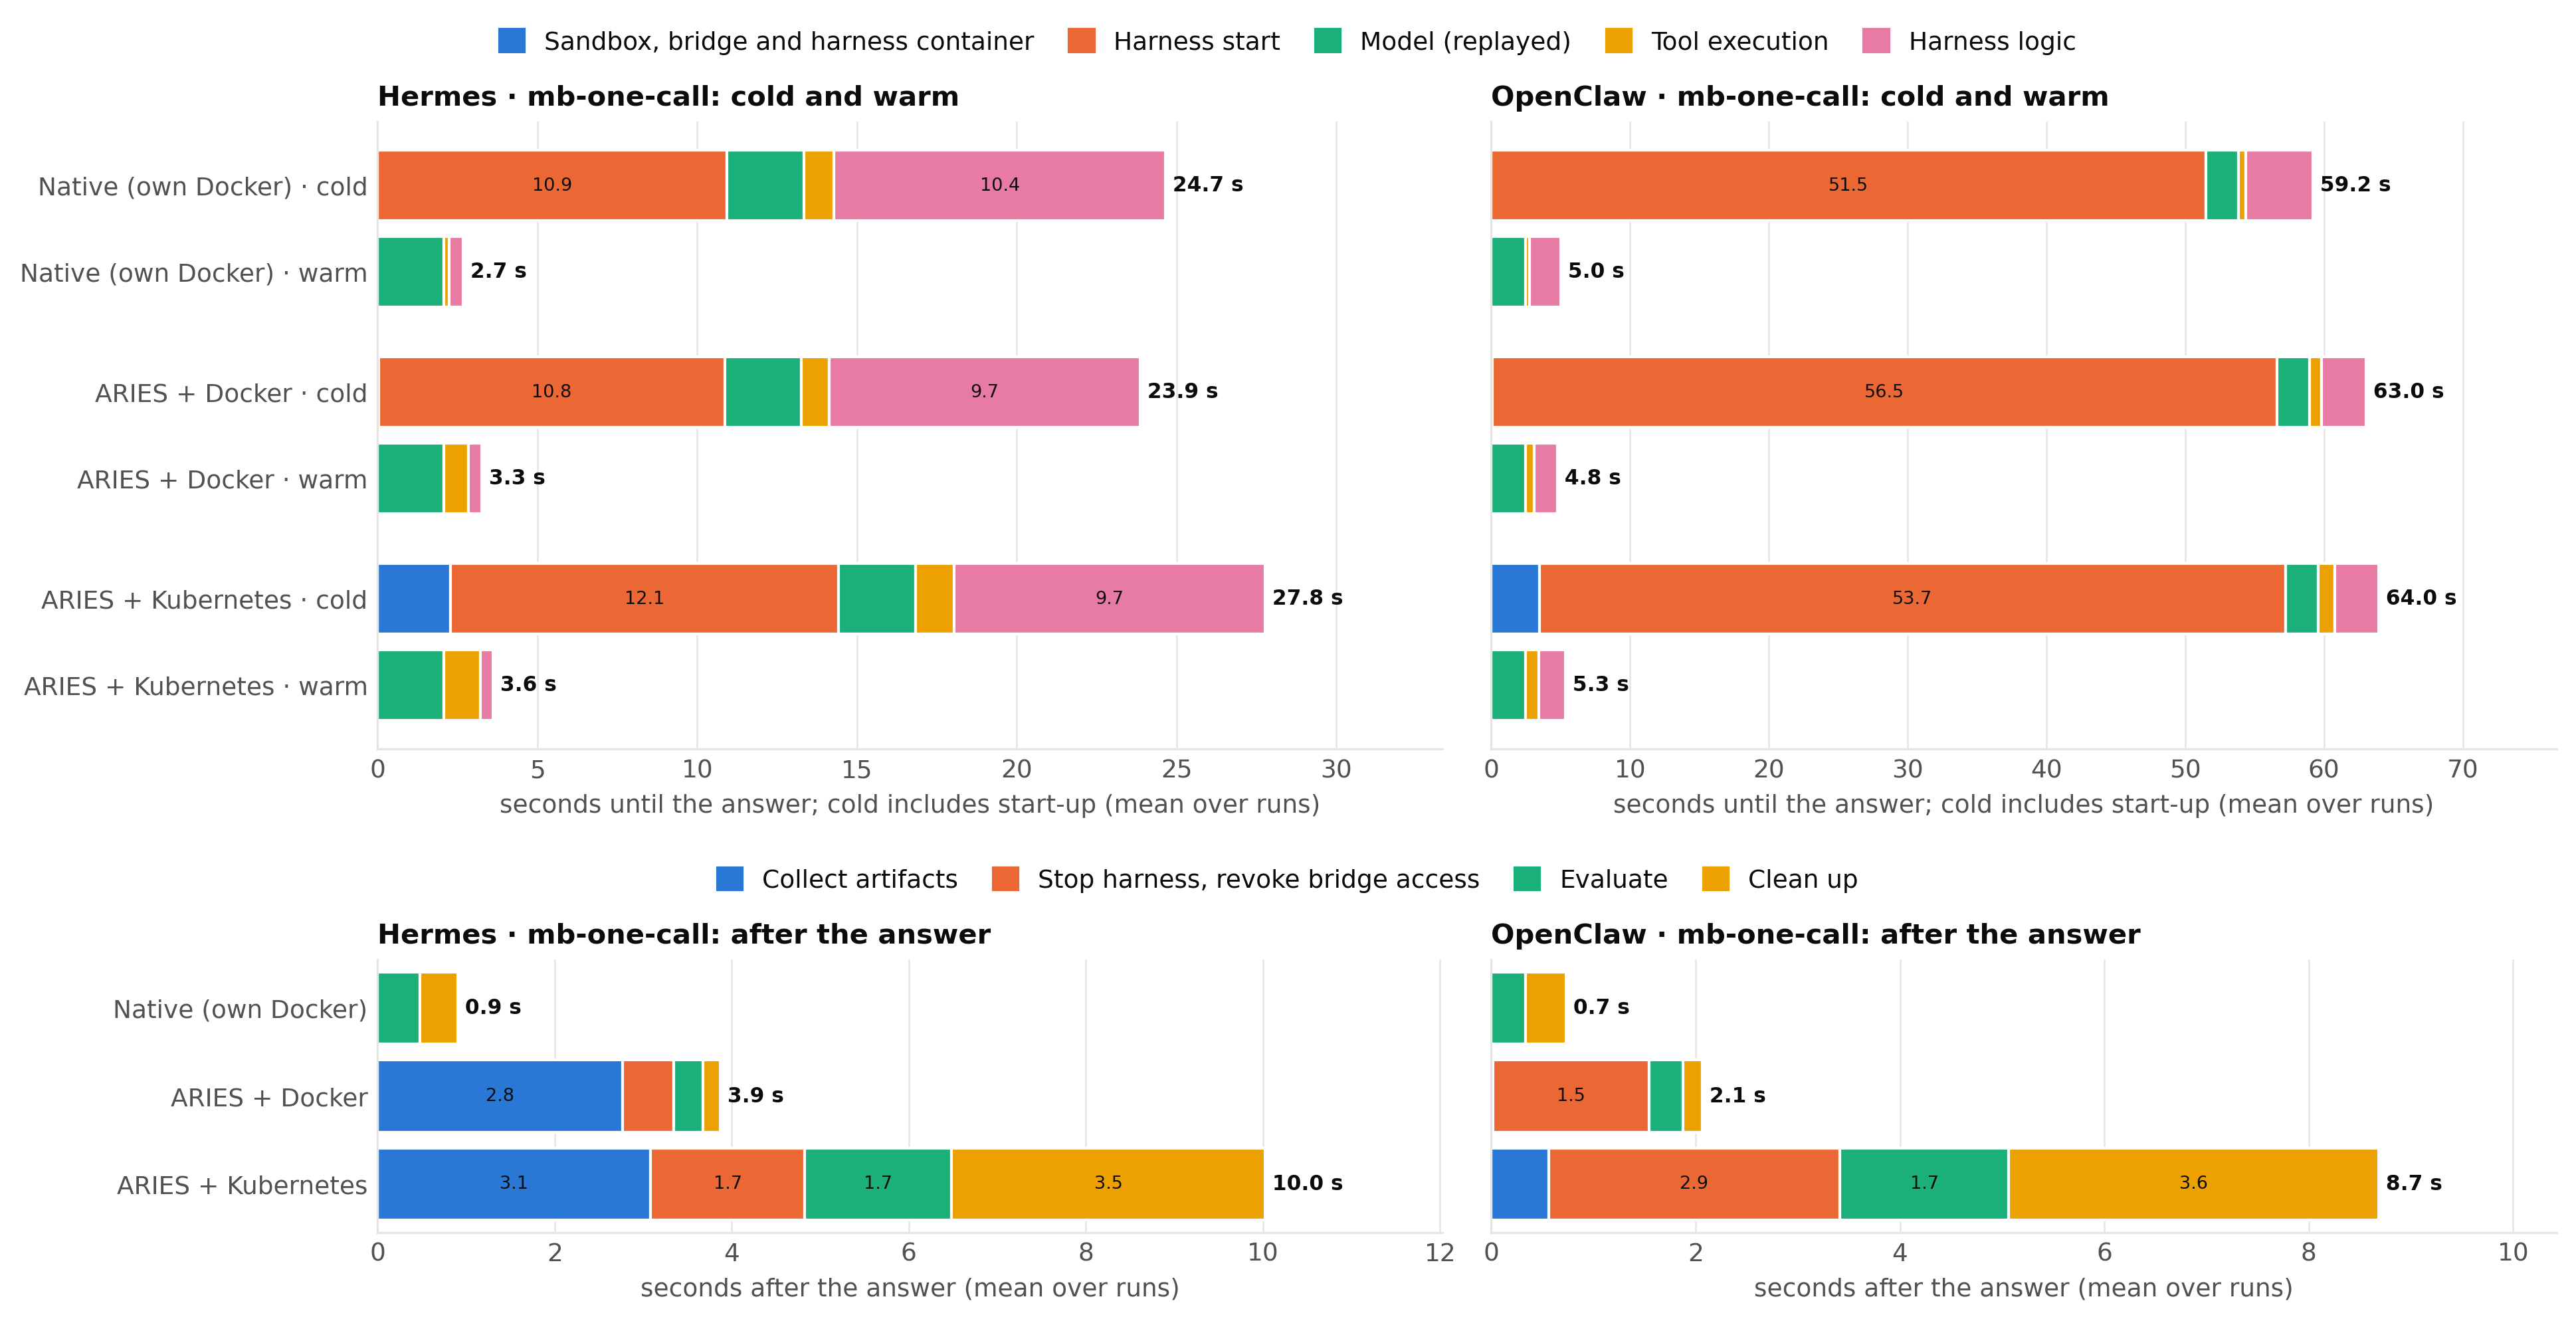 Sandbox, bridge and harness container Harness start Model (replayed) Tool execution Harness logic
Hermes · mb-one-call: cold and warm
Native (own Docker) · cold 10.9 10.4 24.7 s
Native (own Docker) · warm 2.7 s
ARIES + Docker · cold 10.8 9.7 23.9 s
ARIES + Docker · warm 3.3 s
ARIES + Kubernetes · cold 12.1 9.7 27.8 s
ARIES + Kubernetes · warm 3.6 s
0 5 10 15 20 25 30
seconds until the answer; cold includes start-up (mean over runs)
OpenClaw · mb-one-call: cold and warm
51.5 59.2 s
5.0 s
56.5 63.0 s
4.8 s
53.7 64.0 s
5.3 s
0 10 20 30 40 50 60 70
seconds until the answer; cold includes start-up (mean over runs)
Collect artifacts Stop harness, revoke bridge access Evaluate Clean up
Hermes · mb-one-call: after the answer
Native (own Docker) 0.9 s
ARIES + Docker 2.8 3.9 s
ARIES + Kubernetes 3.1 1.7 1.7 3.5 10.0 s
0 2 4 6 8 10 12
seconds after the answer (mean over runs)
OpenClaw · mb-one-call: after the answer
0.7 s
1.5 2.1 s
2.9 1.7 3.6 8.7 s
0 2 4 6 8 10
seconds after the answer (mean over runs)